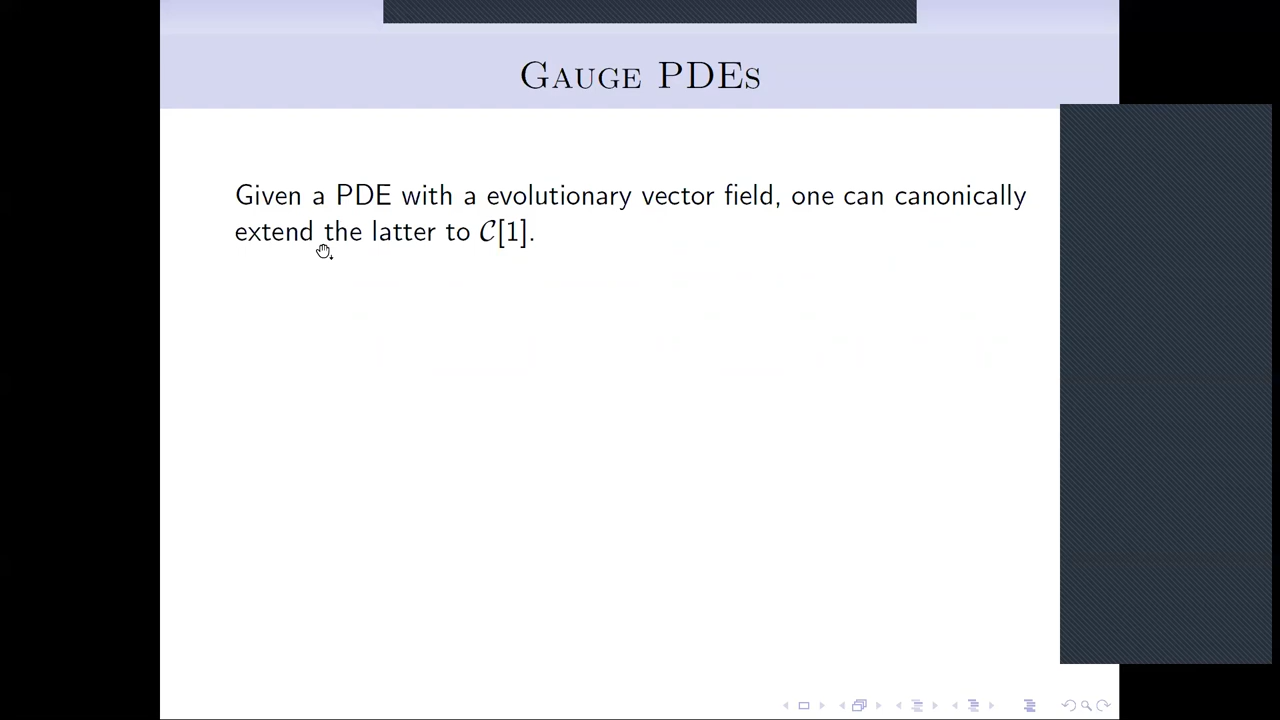 Gauge PDEs
Given a PDE with a evolutionary vector field, one can canonically
extend the latter to 𝒞[1].